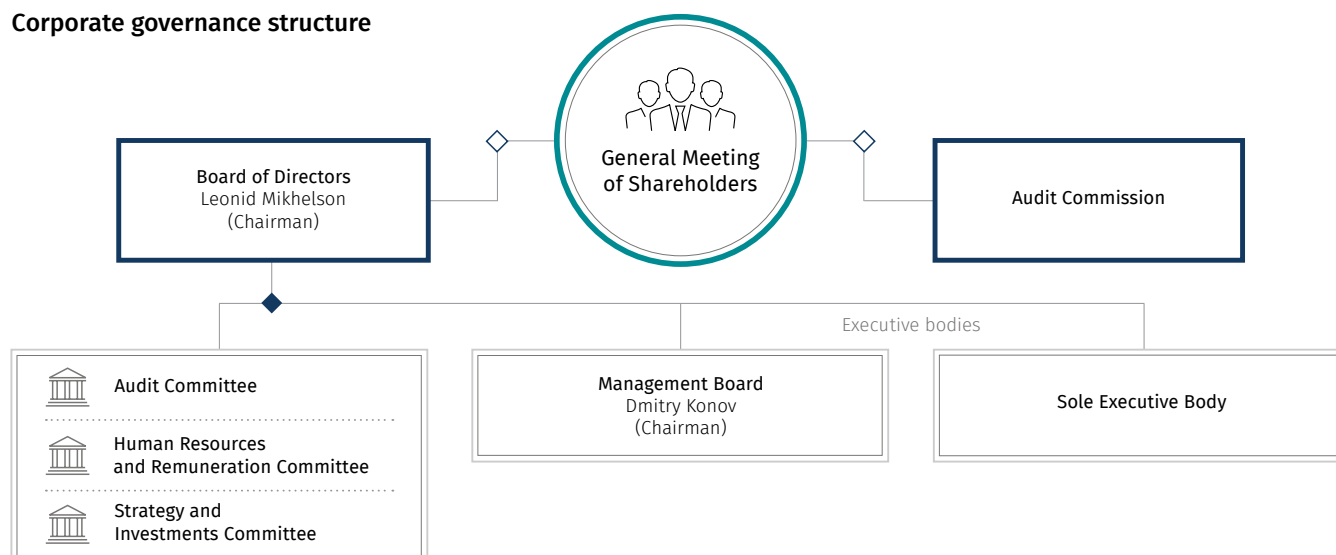 Corporate governance structure
General Meeting
of Shareholders
Board of Directors
Leonid Mikhelson
(Chairman)
Audit Commission
Executive bodies
Audit Committee
Human Resources
and Remuneration Committee
Strategy and
Investments Committee
Management Board
Dmitry Konov
(Chairman)
Sole Executive Body